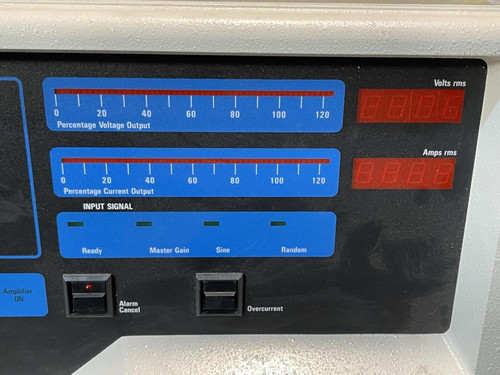 Volts rms
0 20 40 60 80 100 120
Percentage Voltage Output
Amps rms
0 20 40 60 80 100 120
Percentage Current Output
INPUT SIGNAL
Ready Master Gain Sine Random
Amplifier
ON
Alarm
Cancel
Overcurrent